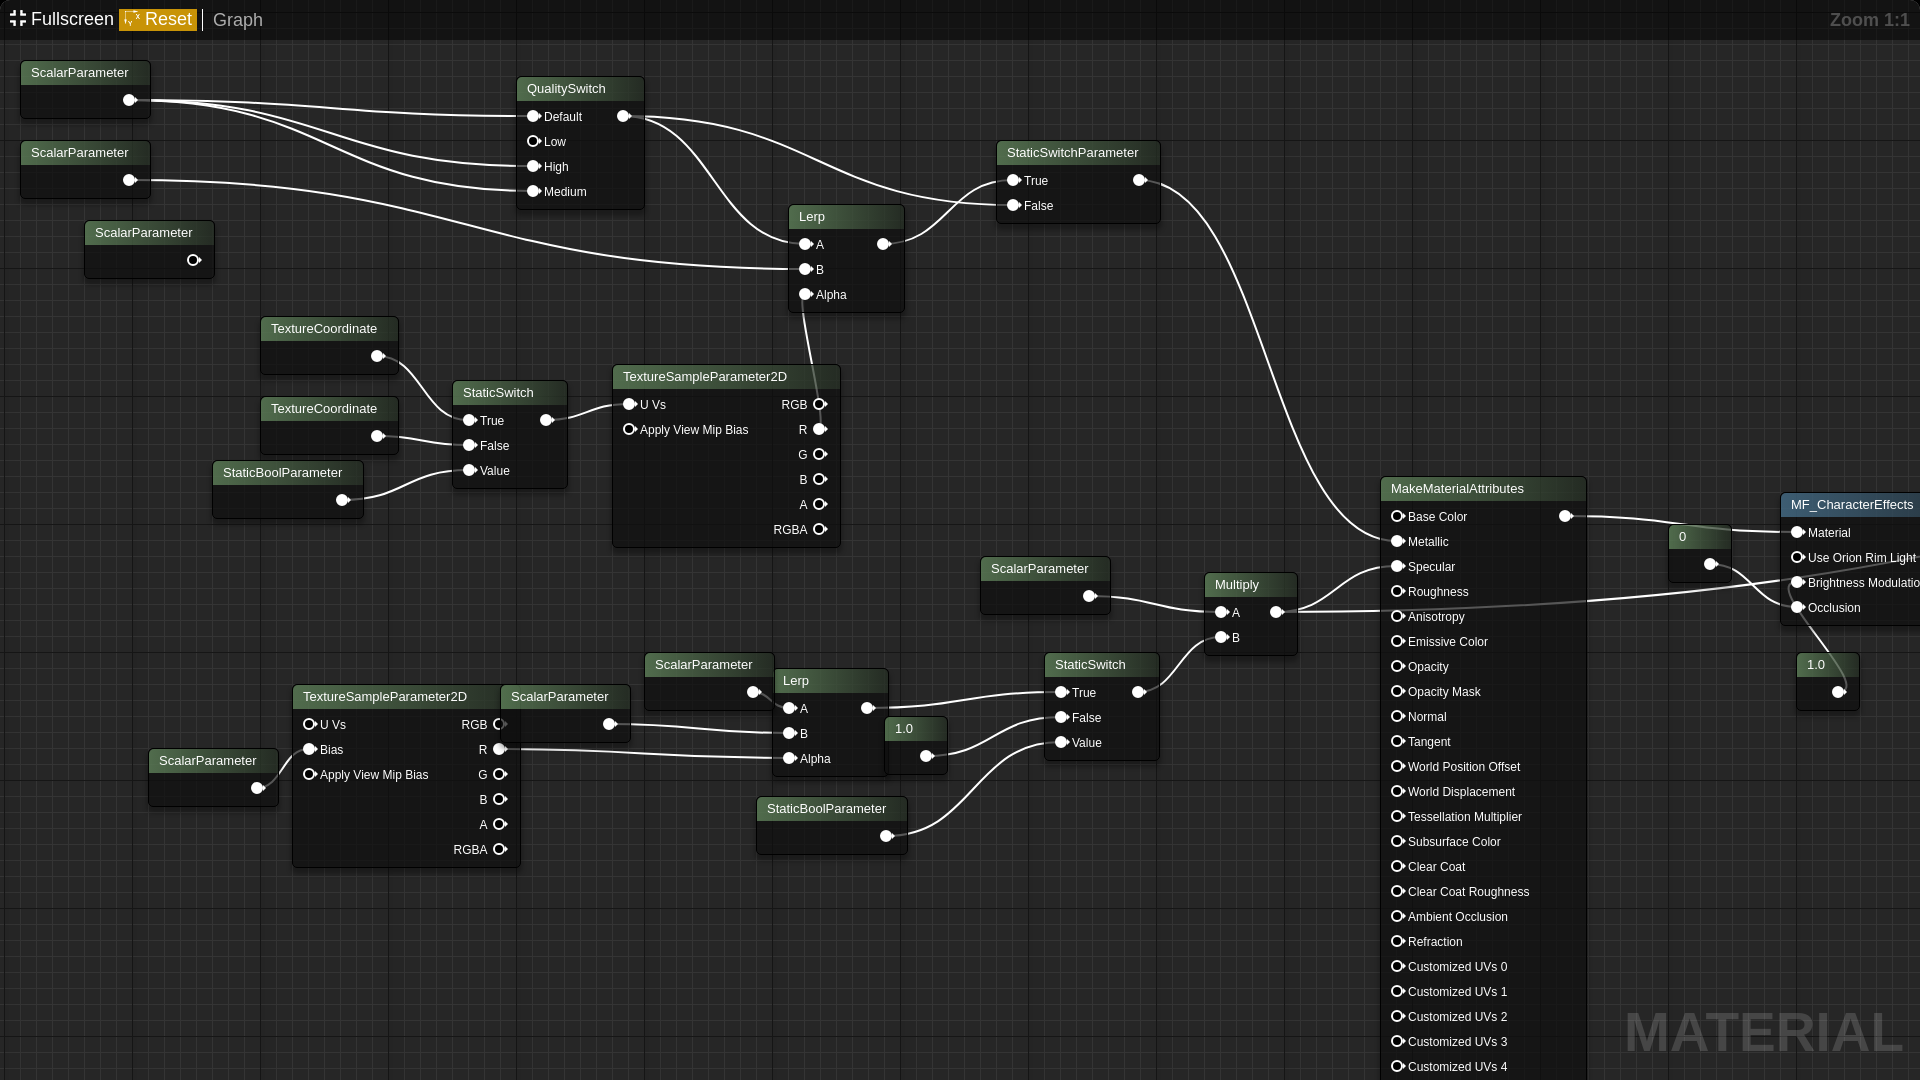 Fullscreen Reset Graph Zoom 1:1
ScalarParameter
ScalarParameter
ScalarParameter
QualitySwitch
Default
Low
High
Medium
StaticSwitchParameter
True
False
Lerp
A
B
Alpha
TextureCoordinate
TextureCoordinate
StaticBoolParameter
StaticSwitch
True
False
Value
TextureSampleParameter2D
U Vs RGB
Apply View Mip Bias R
G
B
A
RGBA
MakeMaterialAttributes
Base Color
Metallic
Specular
Roughness
Anisotropy
Emissive Color
Opacity
Opacity Mask
Normal
Tangent
World Position Offset
World Displacement
Tessellation Multiplier
Subsurface Color
Clear Coat
Clear Coat Roughness
Ambient Occlusion
Refraction
Customized UVs 0
Customized UVs 1
Customized UVs 2
Customized UVs 3
Customized UVs 4
0
MF_CharacterEffects
Material
Use Orion Rim Light
Brightness Modulatio
Occlusion
1.0
ScalarParameter
Multiply
A
B
ScalarParameter
Lerp
A
B
Alpha
StaticSwitch
True
False
Value
1.0
StaticBoolParameter
TextureSampleParameter2D
U Vs RGB
Bias R
Apply View Mip Bias G
B
A
RGBA
ScalarParameter
ScalarParameter
MATERIAL